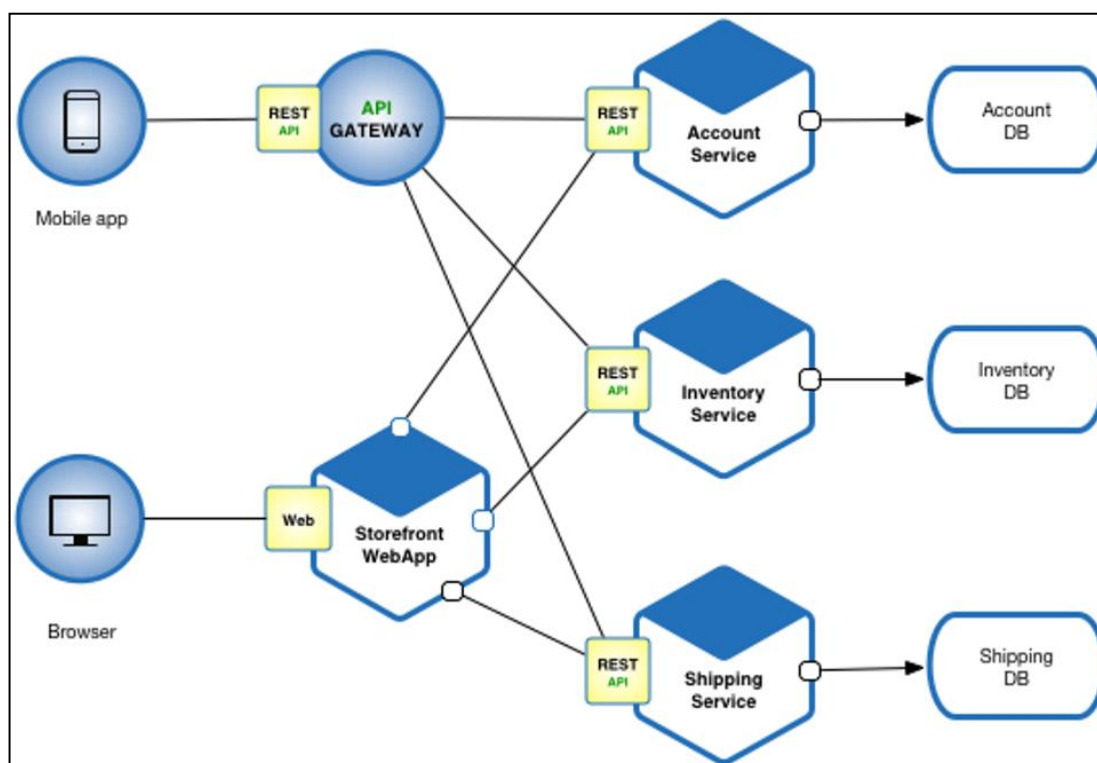 REST
API
API
GATEWAY
REST
API
Account
Service
Account
DB
Mobile app
REST
API
Inventory
Service
Inventory
DB
Web
Storefront
WebApp
Browser
REST
API
Shipping
Service
Shipping
DB